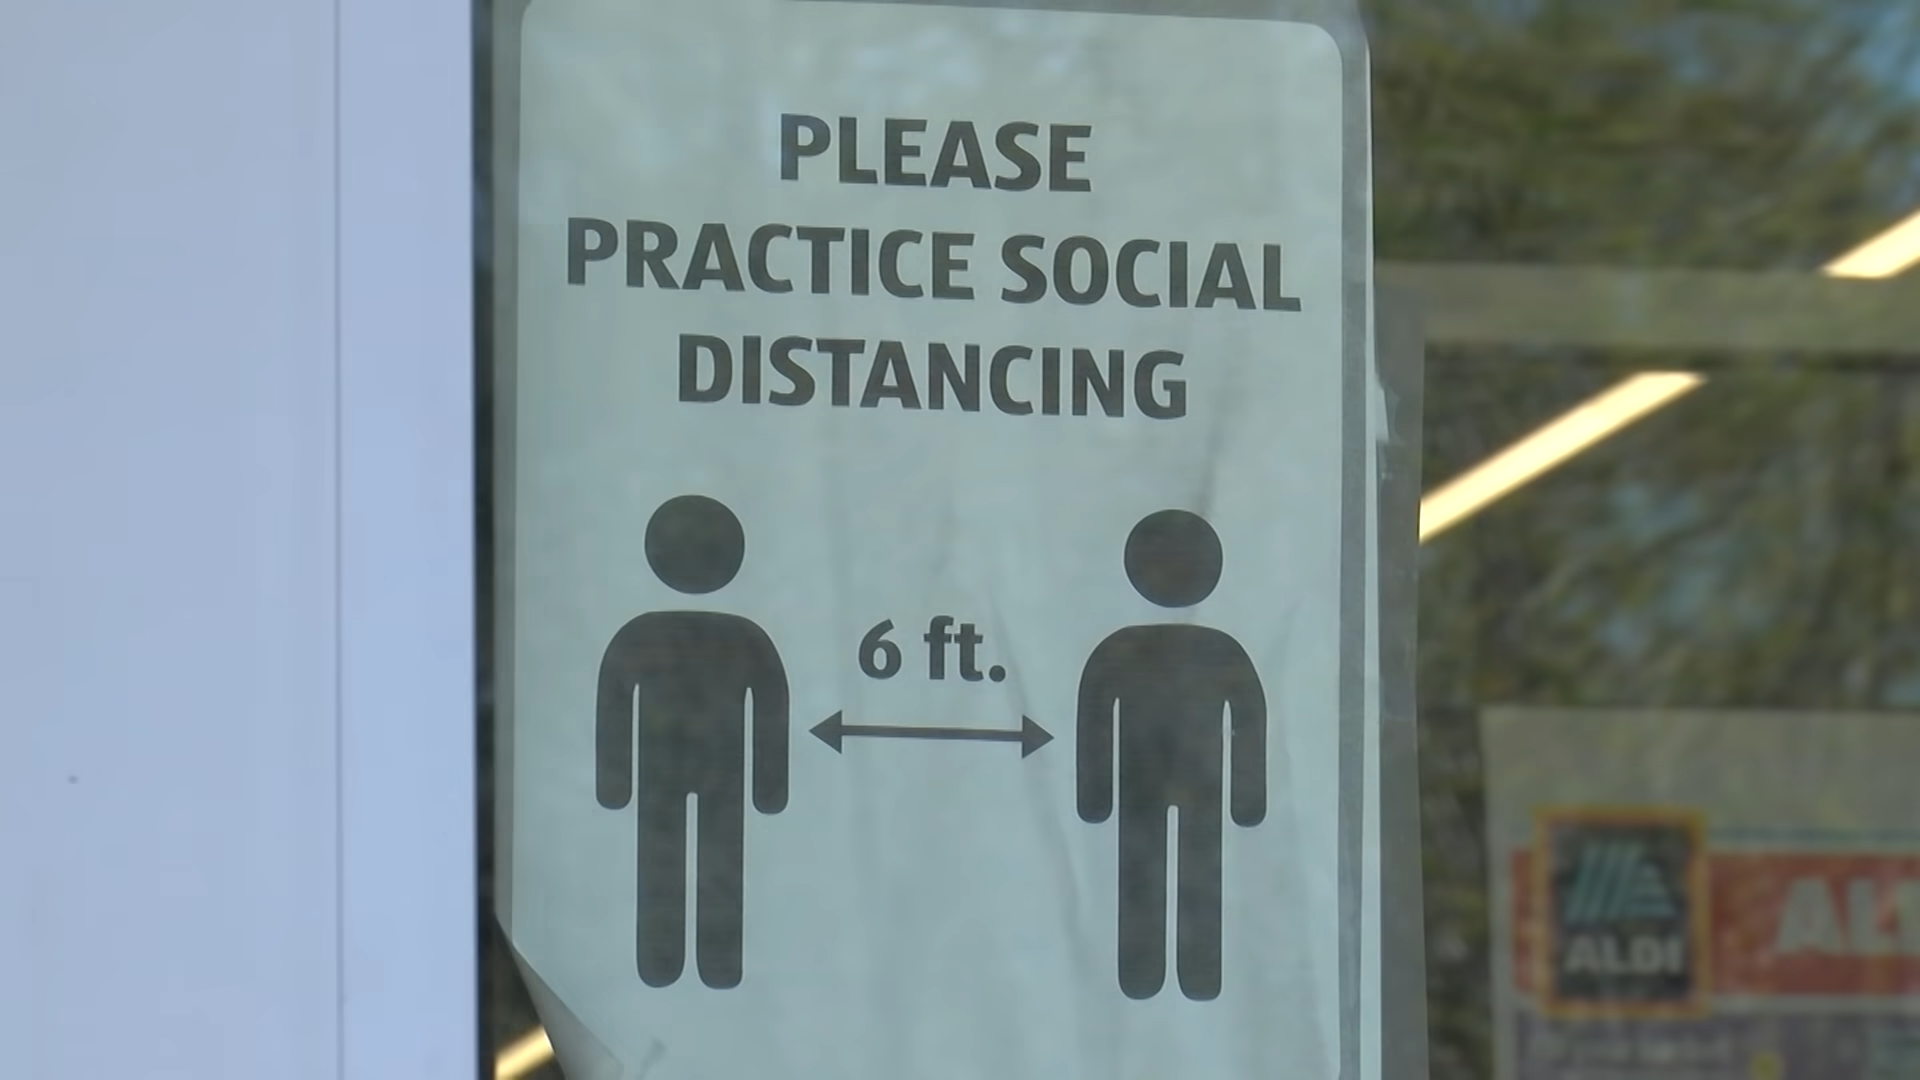 PLEASE
PRACTICE SOCIAL
DISTANCING
6 ft.
ALDI